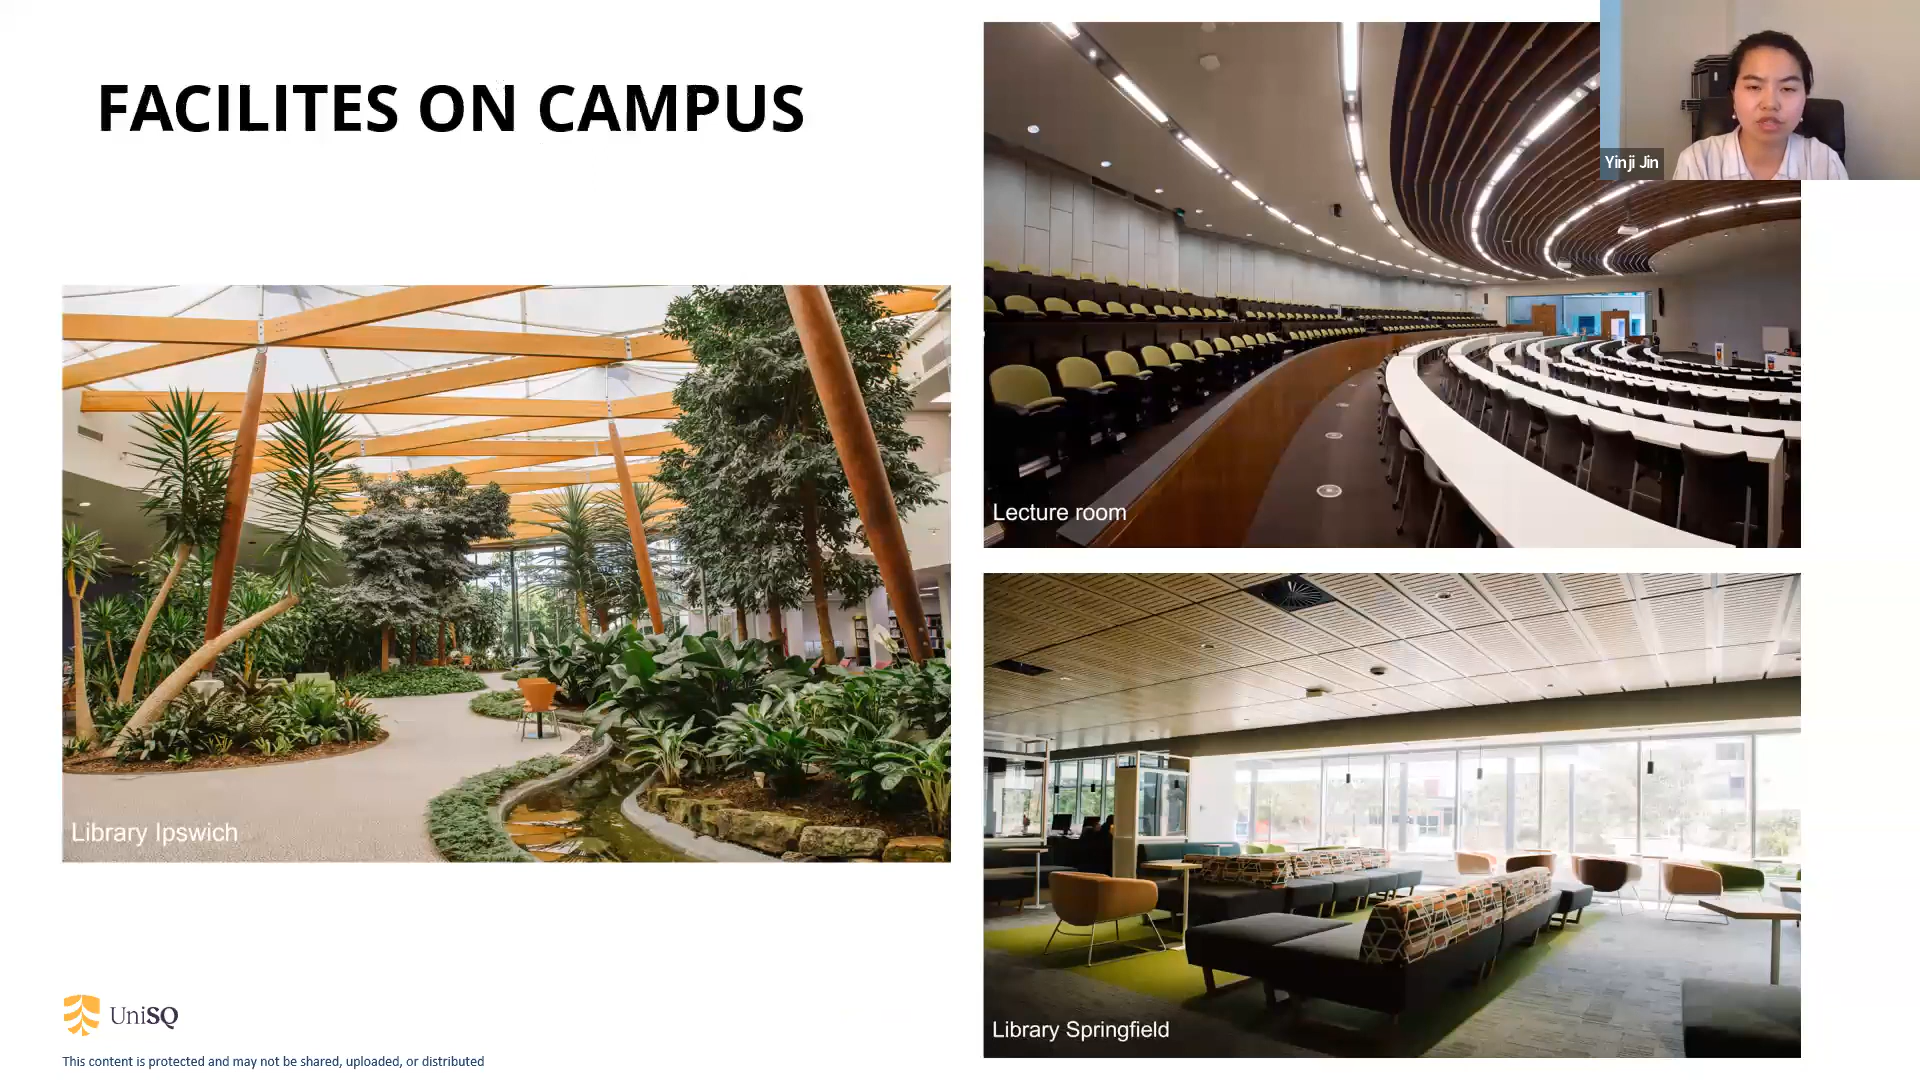 FACILITES ON CAMPUS
Yinji Jin
Lecture room
Library Ipswich
Library Springfield
UniSQ
This content is protected and may not be shared, uploaded, or distributed